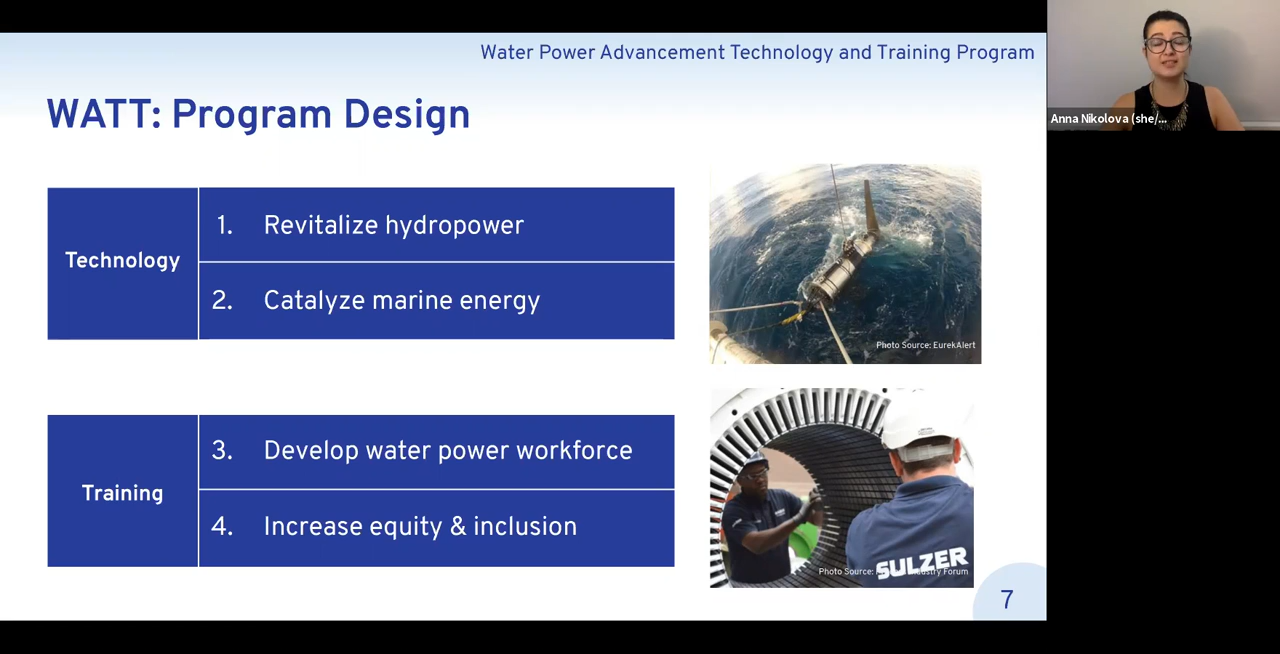 Water Power Advancement Technology and Training Program
WATT: Program Design
Technology
1. Revitalize hydropower
2. Catalyze marine energy
Training
3. Develop water power workforce
4. Increase equity & inclusion
Photo Source: EurekAlert
SULZER
Photo Source: Industry Forum
7
Anna Nikolova (she/...